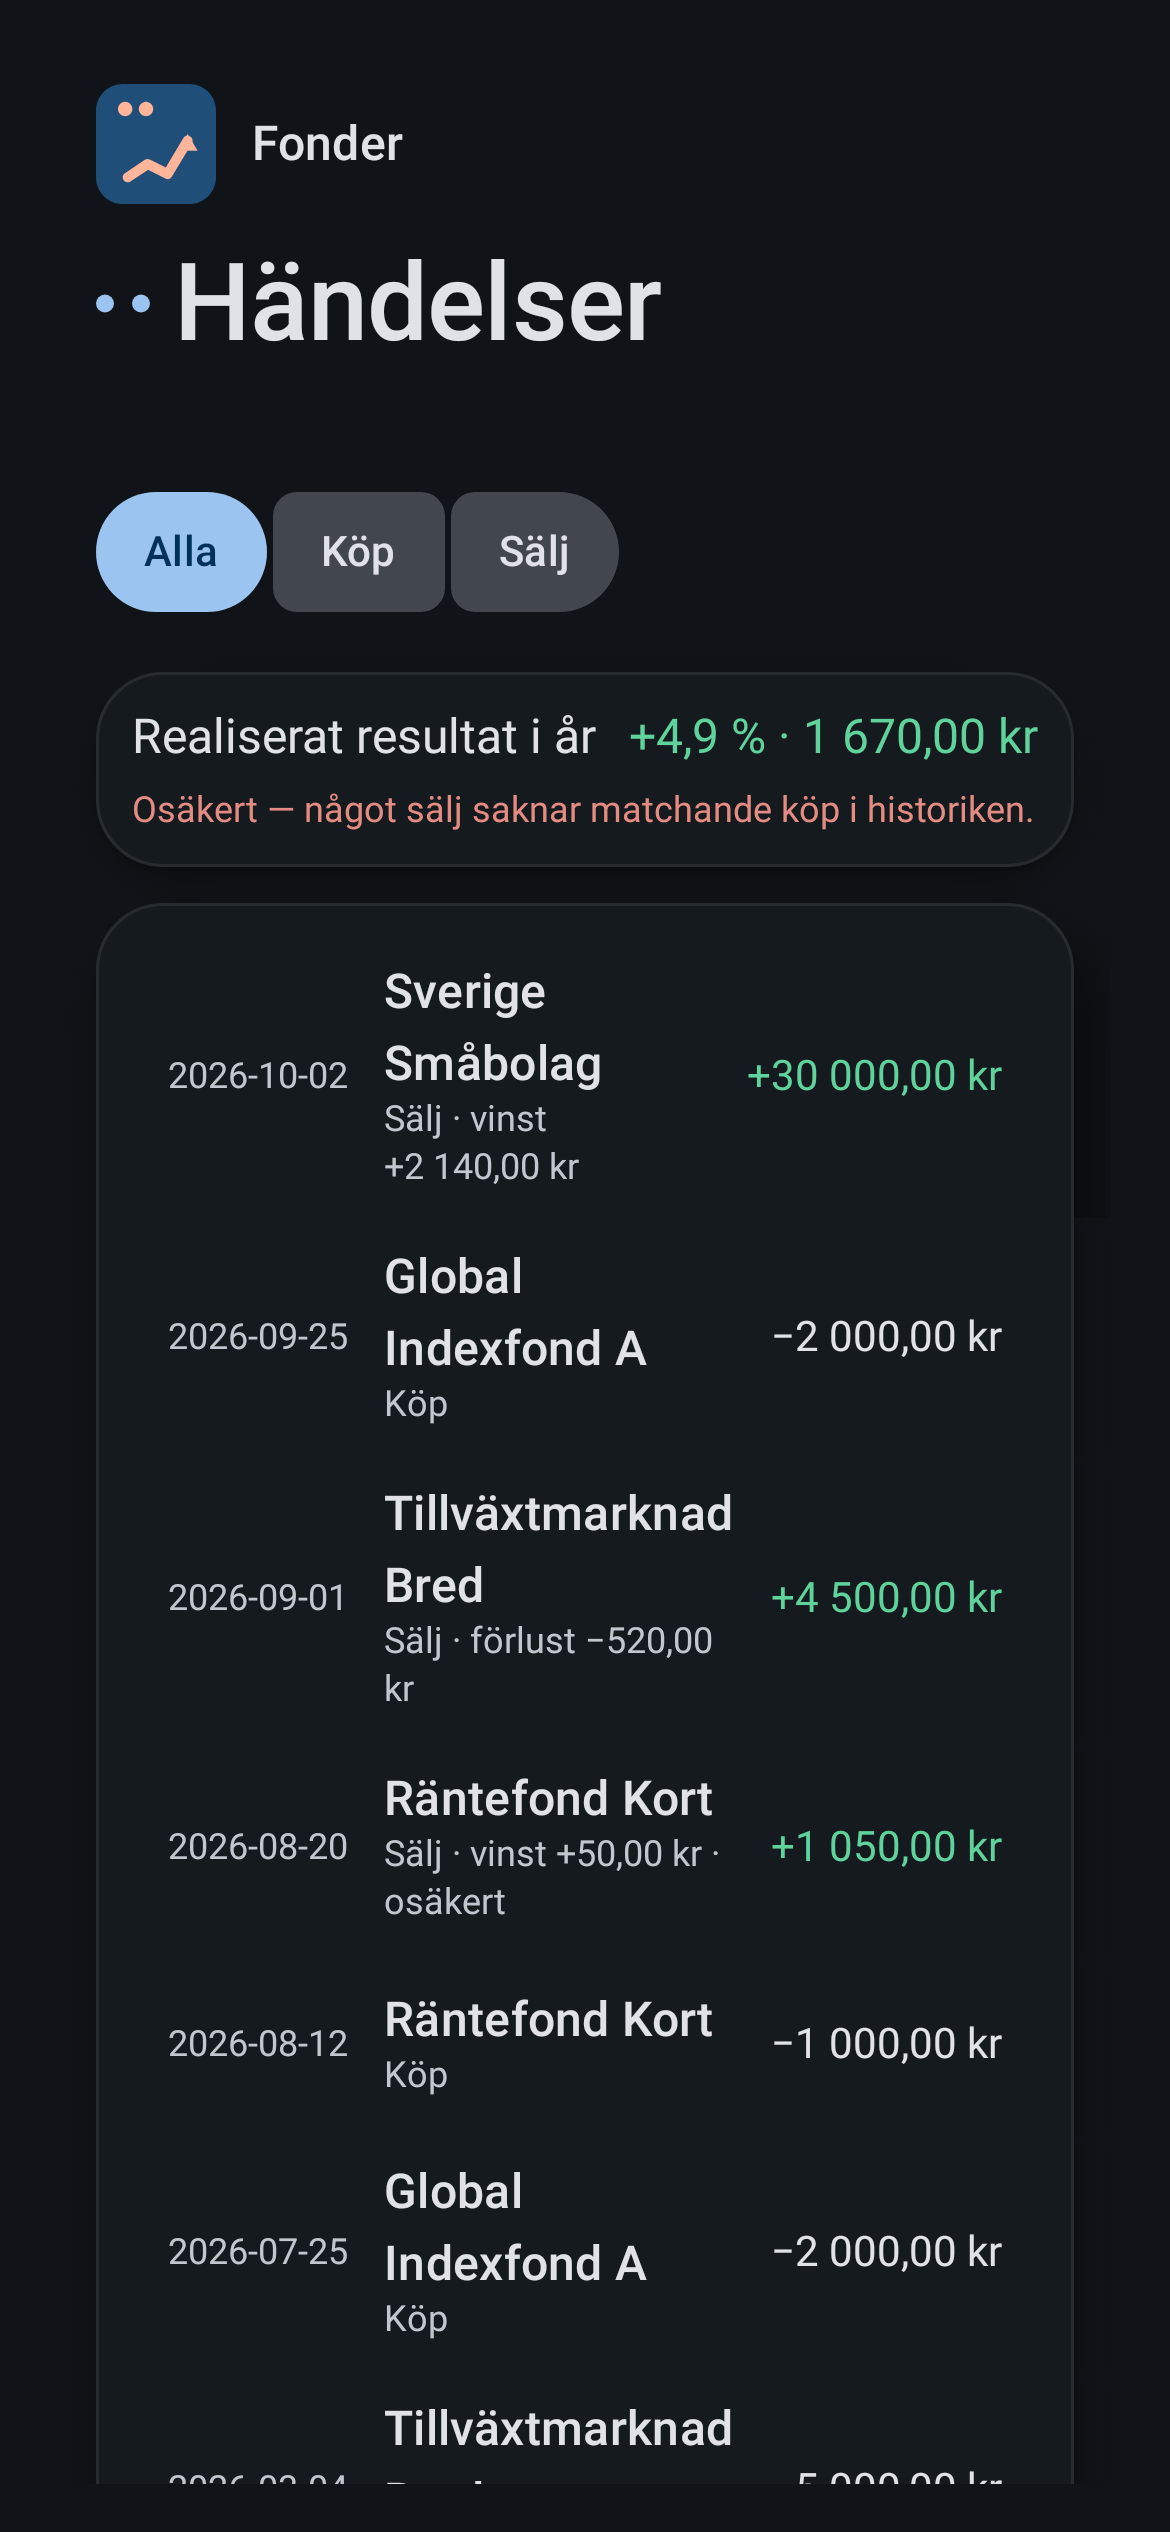 Fonder
Händelser
Alla
Köp
Sälj
Realiserat resultat i år +4,9 % · 1 670,00 kr
Osäkert — något sälj saknar matchande köp i historiken.
Sverige
Småbolag
2026-10-02
+30 000,00 kr
Sälj · vinst
+2 140,00 kr
Global
2026-09-25
Indexfond A
−2 000,00 kr
Köp
Tillväxtmarknad
Bred
2026-09-01
+4 500,00 kr
Sälj · förlust −520,00
kr
Räntefond Kort
2026-08-20
Sälj · vinst +50,00 kr ·
+1 050,00 kr
osäkert
Räntefond Kort
2026-08-12
−1 000,00 kr
Köp
Global
2026-07-25
Indexfond A
−2 000,00 kr
Köp
Tillväxtmarknad